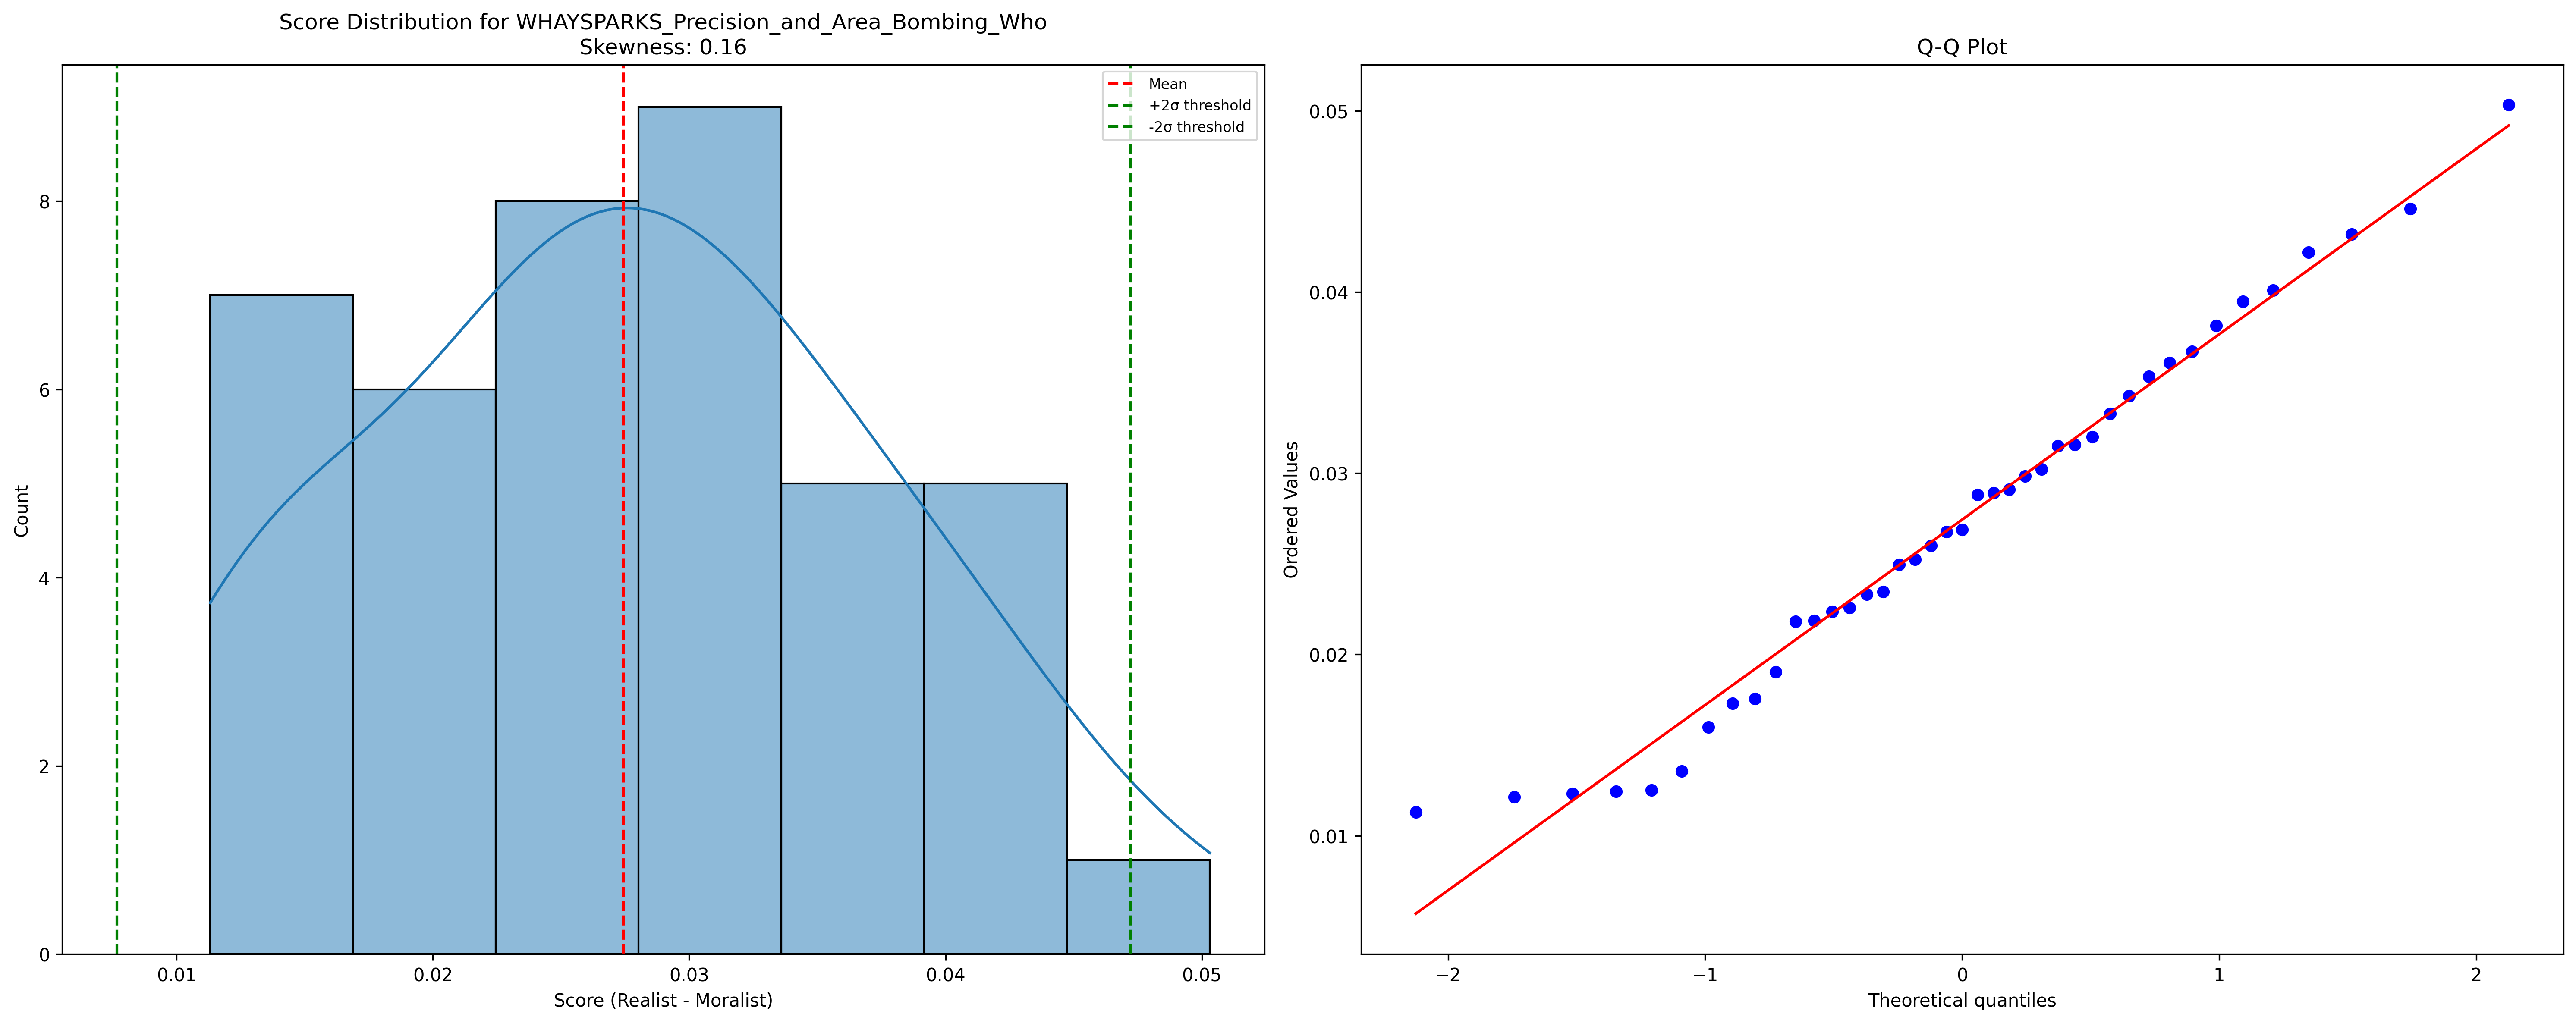 Score Distribution for WHAYSPARKS_Precision_and_Area_Bombing_Who
Skewness: 0.16
Mean
+2σ threshold
-2σ threshold
Count
8
6
4
2
0
0.01
0.02
0.03
0.04
0.05
Score (Realist - Moralist)
Q-Q Plot
Ordered Values
0.05
0.04
0.03
0.02
0.01
−2
−1
0
1
2
Theoretical quantiles